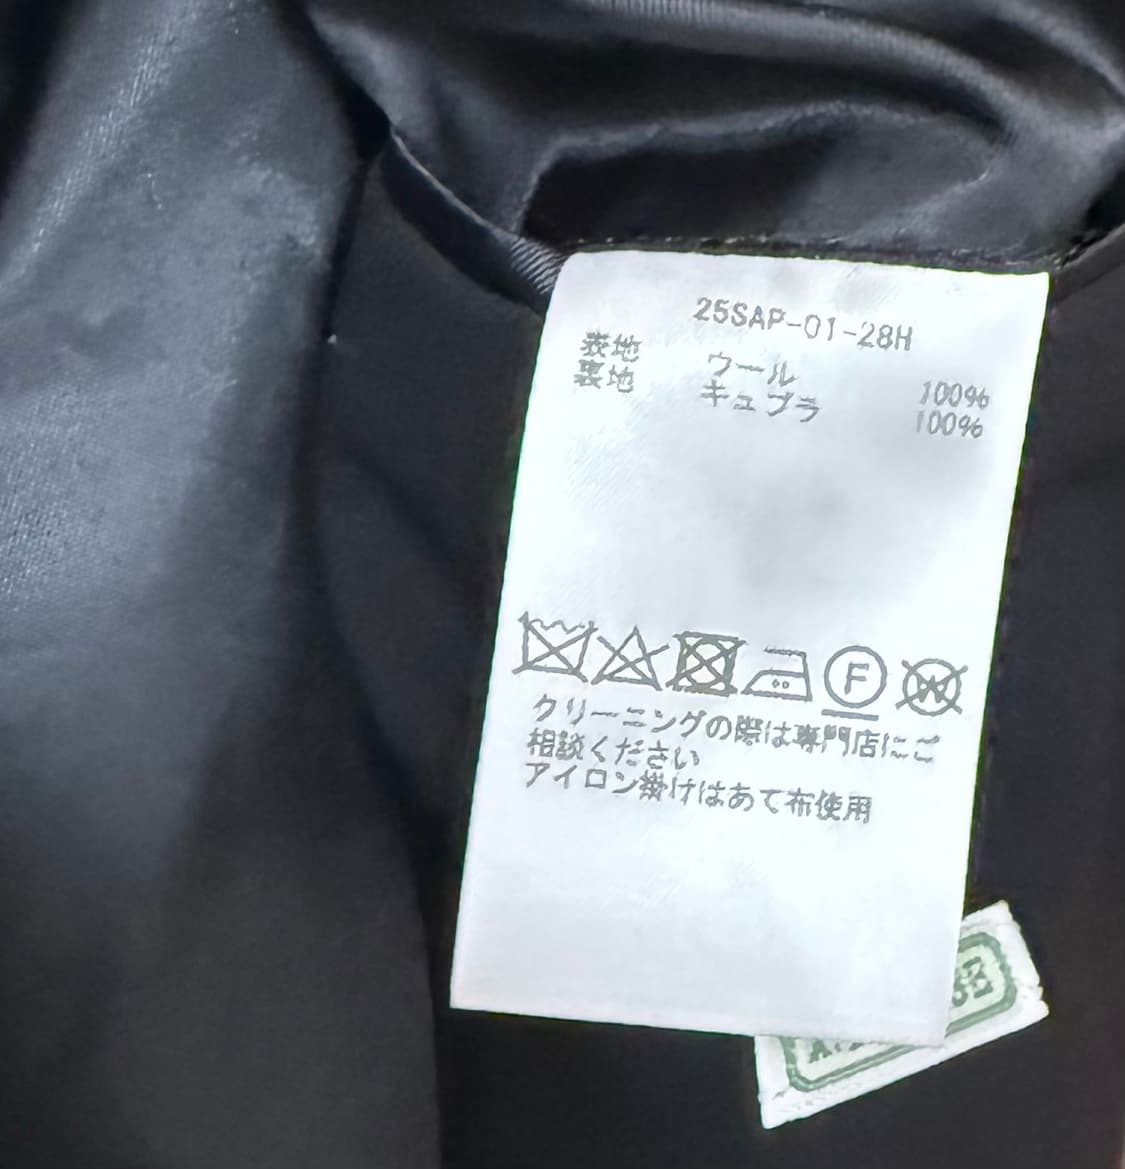 25SAP-01-28H
表地 ウール 100%
裏地 キュプラ 100%
F W
クリーニングの際は専門店にご
相談ください
アイロン掛けはあて布使用